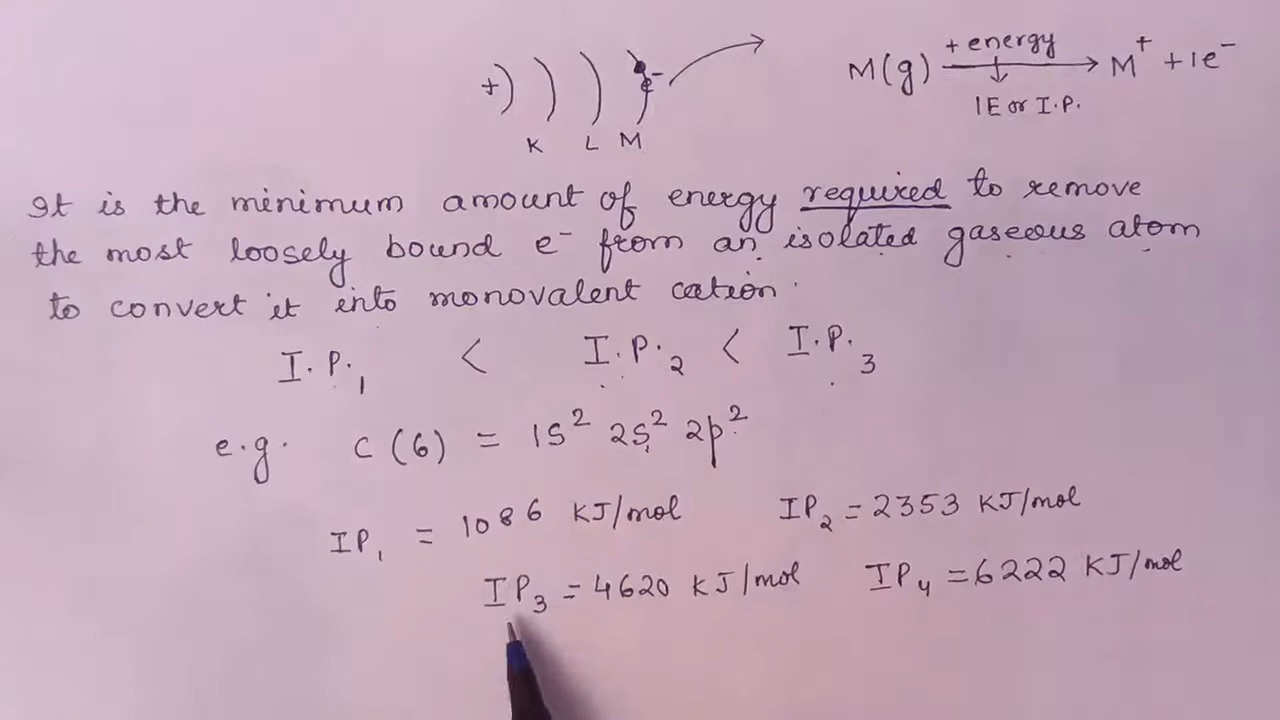 +) K L M e-
M(g) + energy → M⁺ + 1e⁻
IE or I.P.
It is the minimum amount of energy required to remove
the most loosely bound e⁻ from an isolated gaseous atom
to convert it into monovalent cation.
I.P.₁ < I.P.₂ < I.P.₃
e.g. C (6) = 1S² 2S² 2p²
IP₁ = 1086 KJ/mol IP₂ = 2353 KJ/mol
IP₃ = 4620 KJ/mol IP₄ = 6222 KJ/mol